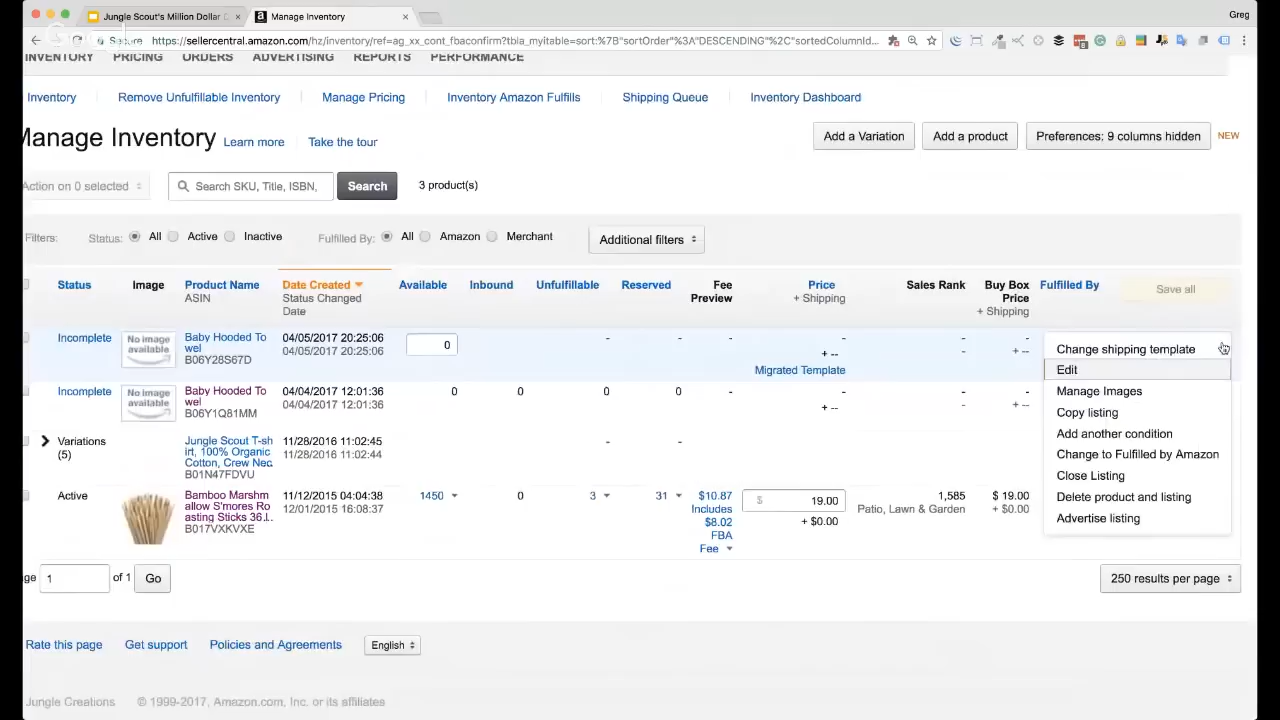 Jungle Scout's Million Dollar D
Manage Inventory
Greg
Secure https://sellercentral.amazon.com/hz/inventory/ref=ag_xx_cont_fbaconfirm?tbla_myitable=sort:%7B"sortOrder"%3A"DESCENDING"%2C"sortedColumnId...
INVENTORY PRICING ORDERS ADVERTISING REPORTS PERFORMANCE
Inventory Remove Unfulfillable Inventory Manage Pricing Inventory Amazon Fulfills Shipping Queue Inventory Dashboard
Manage Inventory Learn more Take the tour Add a Variation Add a product Preferences: 9 columns hidden NEW
Action on 0 selected Search SKU, Title, ISBN, Search 3 product(s)
Filters: Status: All Active Inactive Fulfilled By: All Amazon Merchant Additional filters
Status Image Product Name Date Created Available Inbound Unfulfillable Reserved Fee Price Sales Rank Buy Box Fulfilled By Save all
ASIN Status Changed Preview + Shipping Price
Date + Shipping
Incomplete No image available Baby Hooded To 04/05/2017 20:25:06 0 - - - - - -
wel 04/05/2017 20:25:06 + -- - + --
B06Y28S67D Migrated Template
Incomplete No image available Baby Hooded To 04/04/2017 12:01:36 0 0 0 0 - - - -
wel 04/04/2017 12:01:36 + -- - + --
B06Y1Q81MM
Variations Jungle Scout T-sh 11/28/2016 11:02:45 - -
(5) irt, 100% Organic 11/28/2016 11:02:44
Cotton, Crew Nec.
B01N47FDVU
Active Bamboo Marshm 11/12/2015 04:04:38 1450 0 3 31 $10.87 $ 19.00 1,585 $ 19.00
allow S'mores Ro 12/01/2015 16:08:37 Includes + $0.00 Patio, Lawn & Garden + $0.00
asting Sticks 36.I.. $8.02
B017VXKVXE FBA
Fee
Change shipping template
Edit
Manage Images
Copy listing
Add another condition
Change to Fulfilled by Amazon
Close Listing
Delete product and listing
Advertise listing
ge 1 of 1 Go 250 results per page
Rate this page Get support Policies and Agreements English
Jungle Creations © 1999-2017, Amazon.com, Inc. or its affiliates